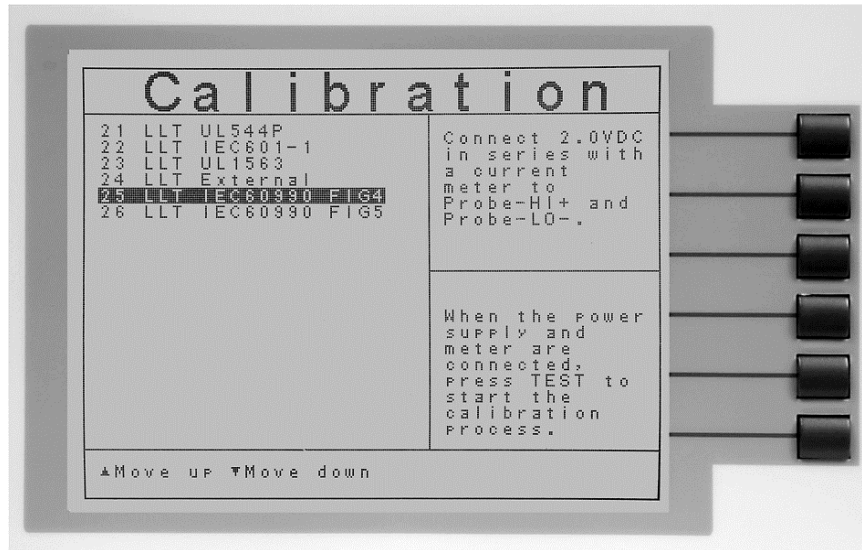 Calibration
21 LLT UL544P
22 LLT IEC601-1
23 LLT UL1563
24 LLT External
25 LLT IEC60990 FIG4
26 LLT IEC60990 FIG5
Connect 2.0VDC
in series with
a current
meter to
Probe-HI+ and
Probe-LO-.
When the power
supply and
meter are
connected,
press TEST to
start the
calibration
process.
▲Move up ▼Move down